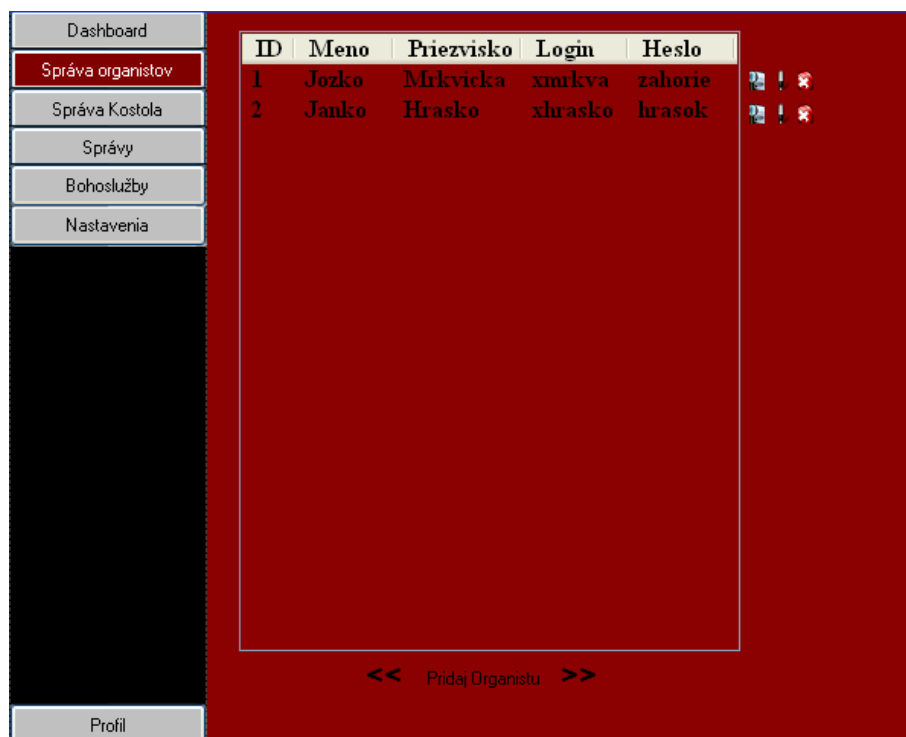 Dashboard
Správa organistov
Správa Kostola
Správy
Bohoslužby
Nastavenia
ID Meno Priezvisko Login Heslo
1 Jozko Mrkvicka xmrkva zahorie
2 Janko Hrasko xhrasko hrasok
<< Pridaj Organistu >>
Profil